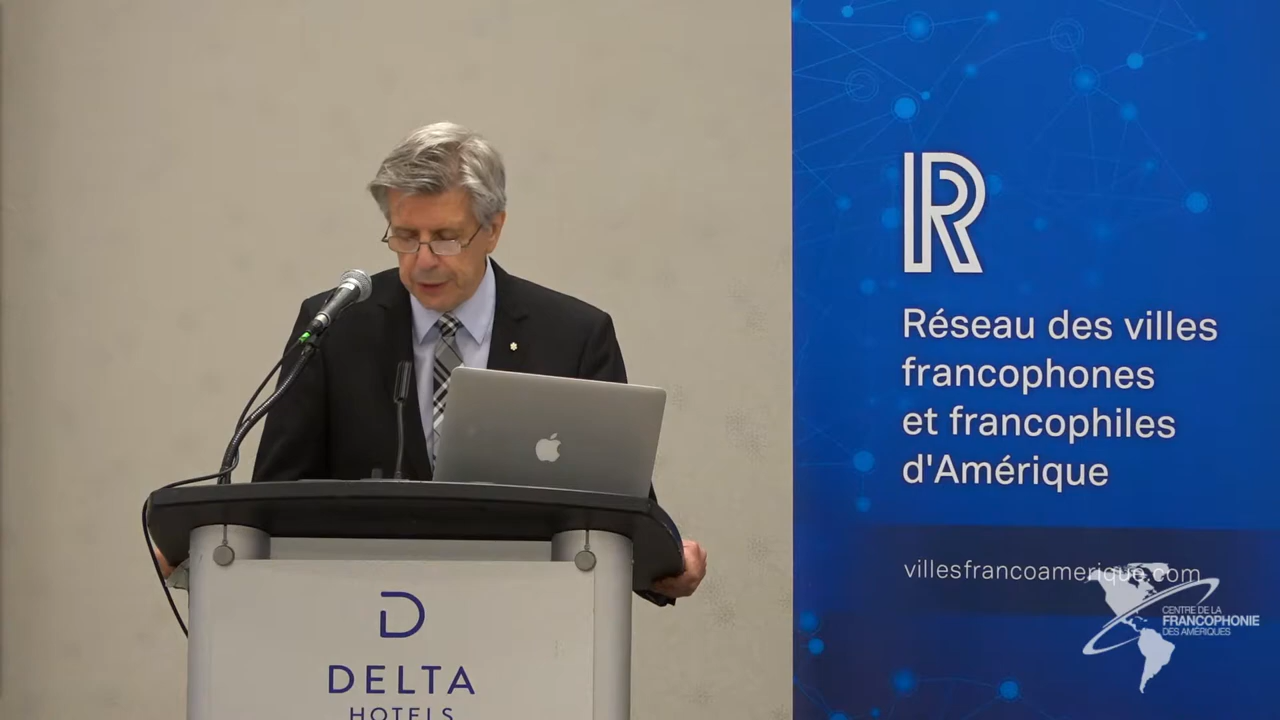 R
Réseau des villes
francophones
et francophiles
d'Amérique
villesfrancoamerique.com
CENTRE DE LA
FRANCOPHONIE
DES AMÉRIQUES
D
DELTA
HOTELS